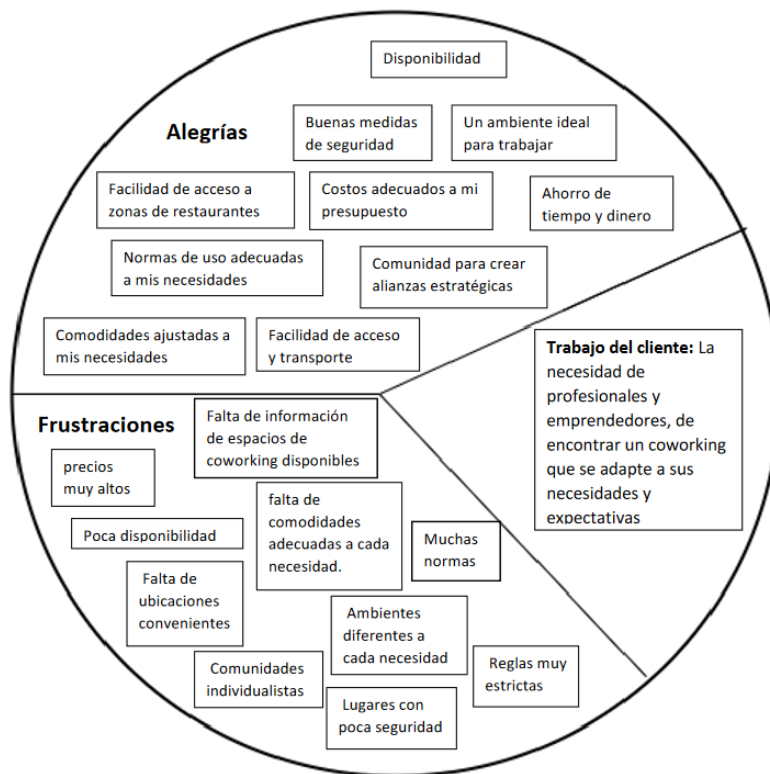 Disponibilidad
Alegrías
Buenas medidas
de seguridad
Un ambiente ideal
para trabajar
Facilidad de acceso a
zonas de restaurantes
Costos adecuados a mi
presupuesto
Ahorro de
tiempo y dinero
Normas de uso adecuadas
a mis necesidades
Comunidad para crear
alianzas estratégicas
Comodidades ajustadas a
mis necesidades
Facilidad de acceso
y transporte
Trabajo del cliente: La
necesidad de
profesionales y
emprendedores, de
encontrar un coworking
que se adapte a sus
necesidades y
expectativas
Frustraciones
Falta de información
de espacios de
coworking disponibles
precios
muy altos
Poca disponibilidad
falta de
comodidades
adecuadas a cada
necesidad.
Muchas
normas
Falta de
ubicaciones
convenientes
Ambientes
diferentes a
cada necesidad
Comunidades
individualistas
Reglas muy
estrictas
Lugares con
poca seguridad